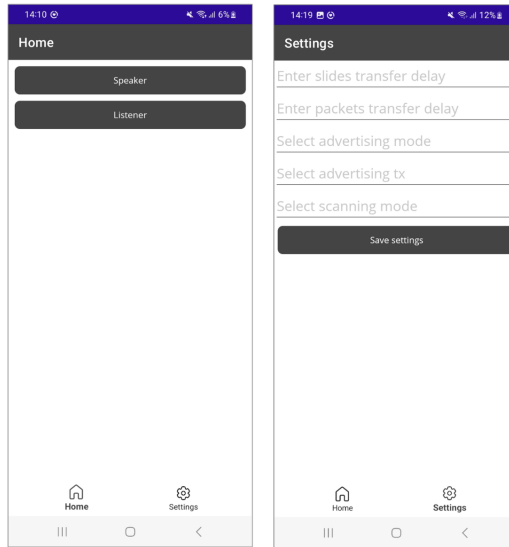 14:10
6%
Home
Speaker
Listener
Home
Settings
14:19
12%
Settings
Enter slides transfer delay
Enter packets transfer delay
Select advertising mode
Select advertising tx
Select scanning mode
Save settings
Home
Settings